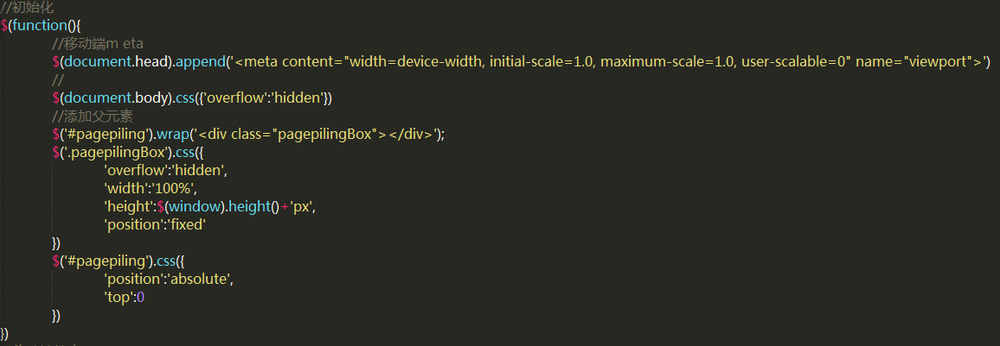 //初始化
$(function(){
//移动端m eta
$(document.head).append('<meta content="width=device-width, initial-scale=1.0, maximum-scale=1.0, user-scalable=0" name="viewport">')
//
$(document.body).css({'overflow':'hidden'})
//添加父元素
$('#pagepiling').wrap('<div class="pagepilingBox"></div>');
$('.pagepilingBox').css({
'overflow':'hidden',
'width':'100%',
'height':$(window).height()+'px',
'position':'fixed'
})
$('#pagepiling').css({
'position':'absolute',
'top':0
})
})